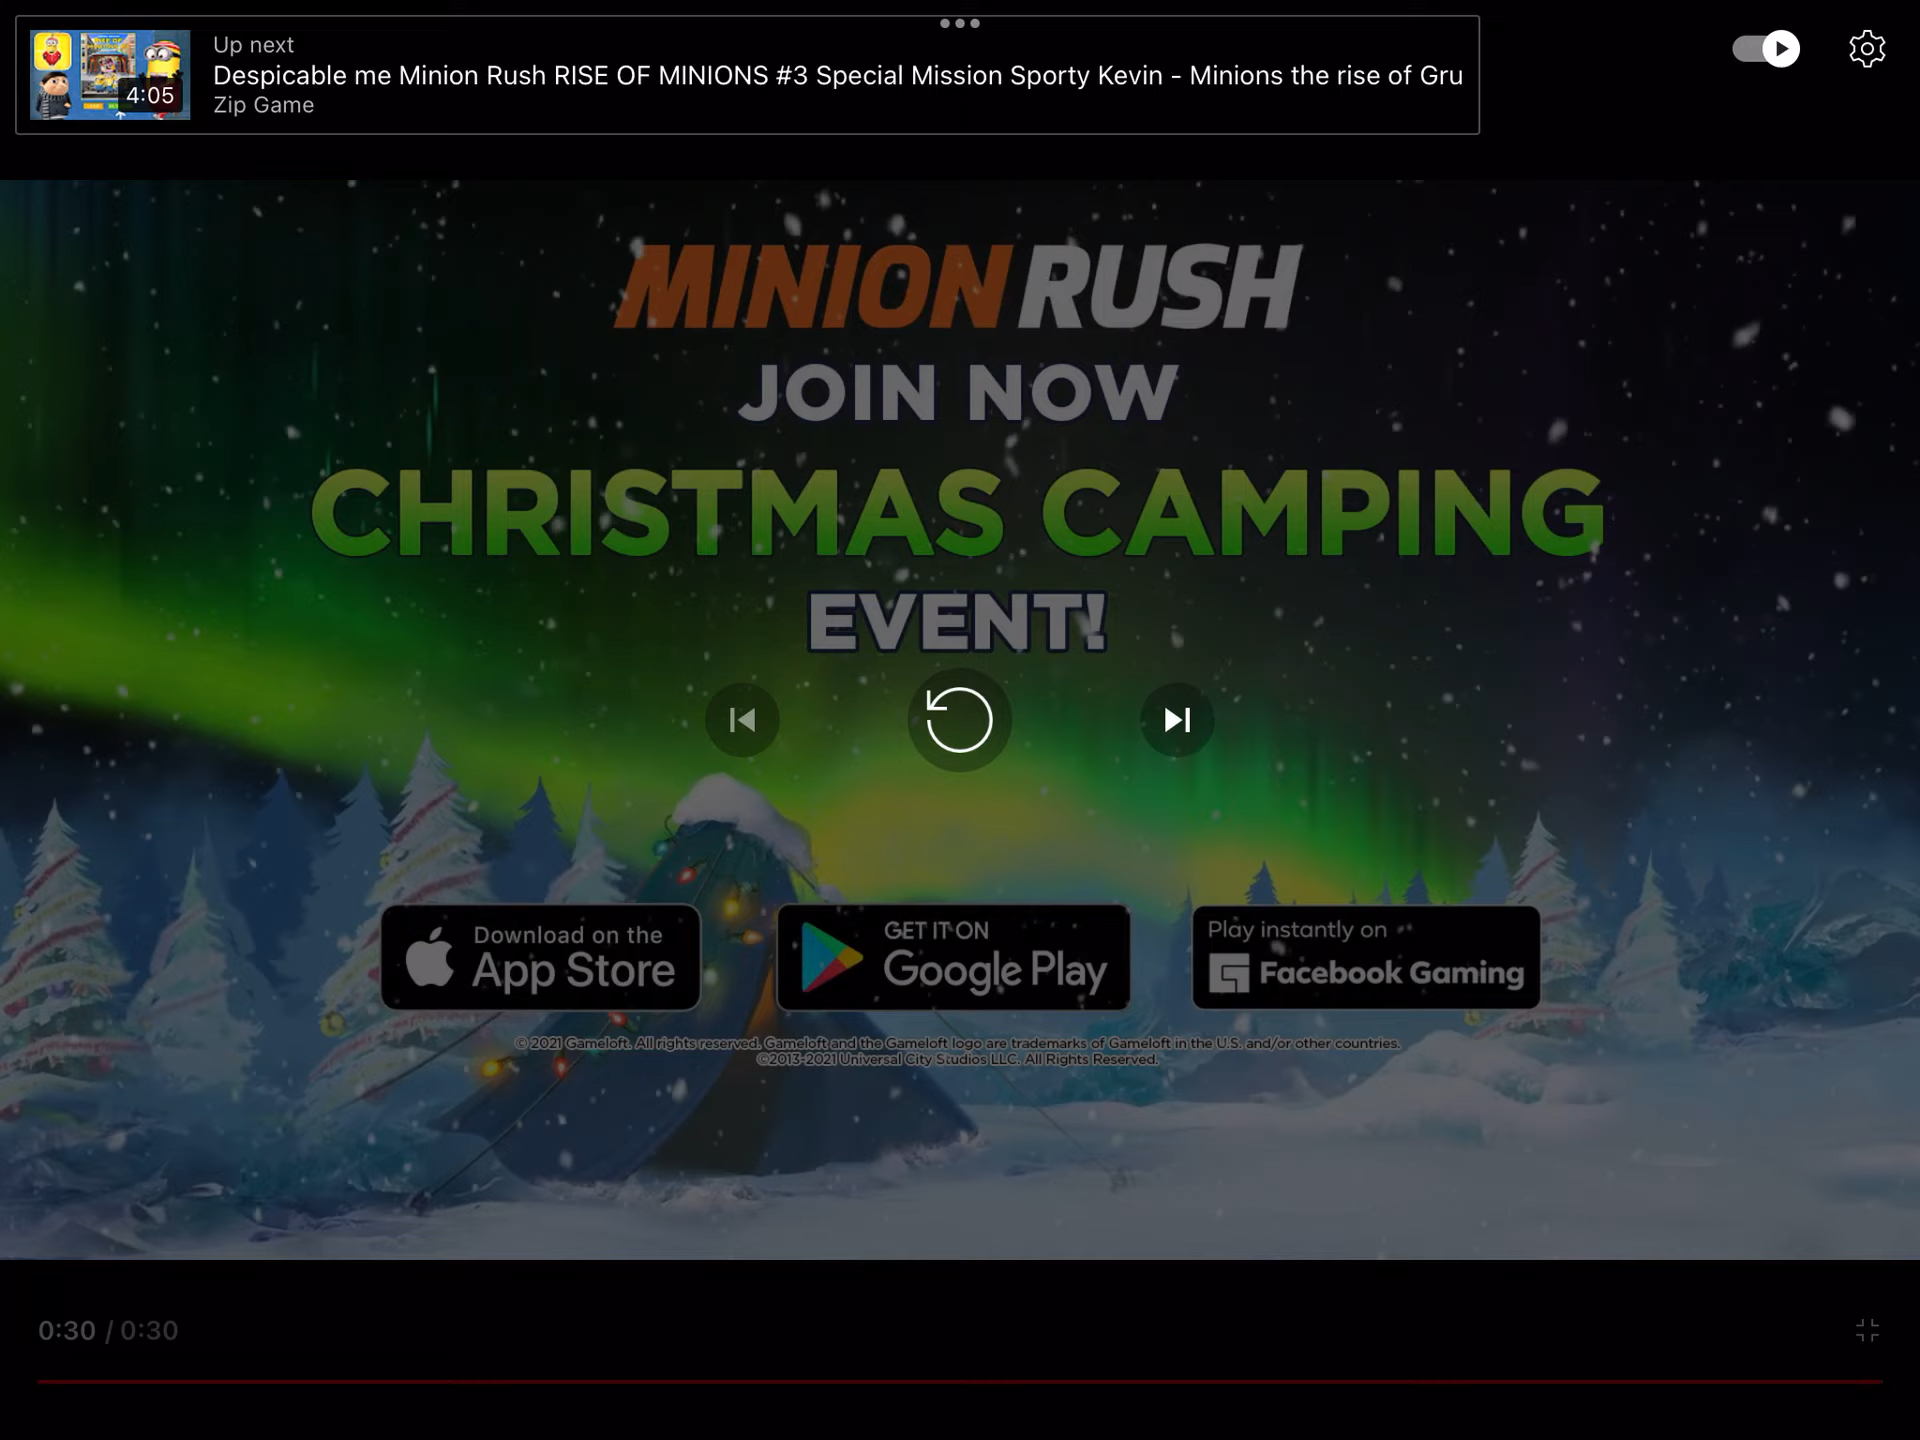 Up next
Despicable me Minion Rush RISE OF MINIONS #3 Special Mission Sporty Kevin - Minions the rise of Gru
4:05
Zip Game
MINION RUSH
JOIN NOW
CHRISTMAS CAMPING
EVENT!
Download on the
App Store
GET IT ON
Google Play
Play instantly on
Facebook Gaming
© 2021 Gameloft. All rights reserved. Gameloft and the Gameloft logo are trademarks of Gameloft in the U.S. and/or other countries.
©2013-2021 Universal City Studios LLC. All Rights Reserved.
0:30 / 0:30